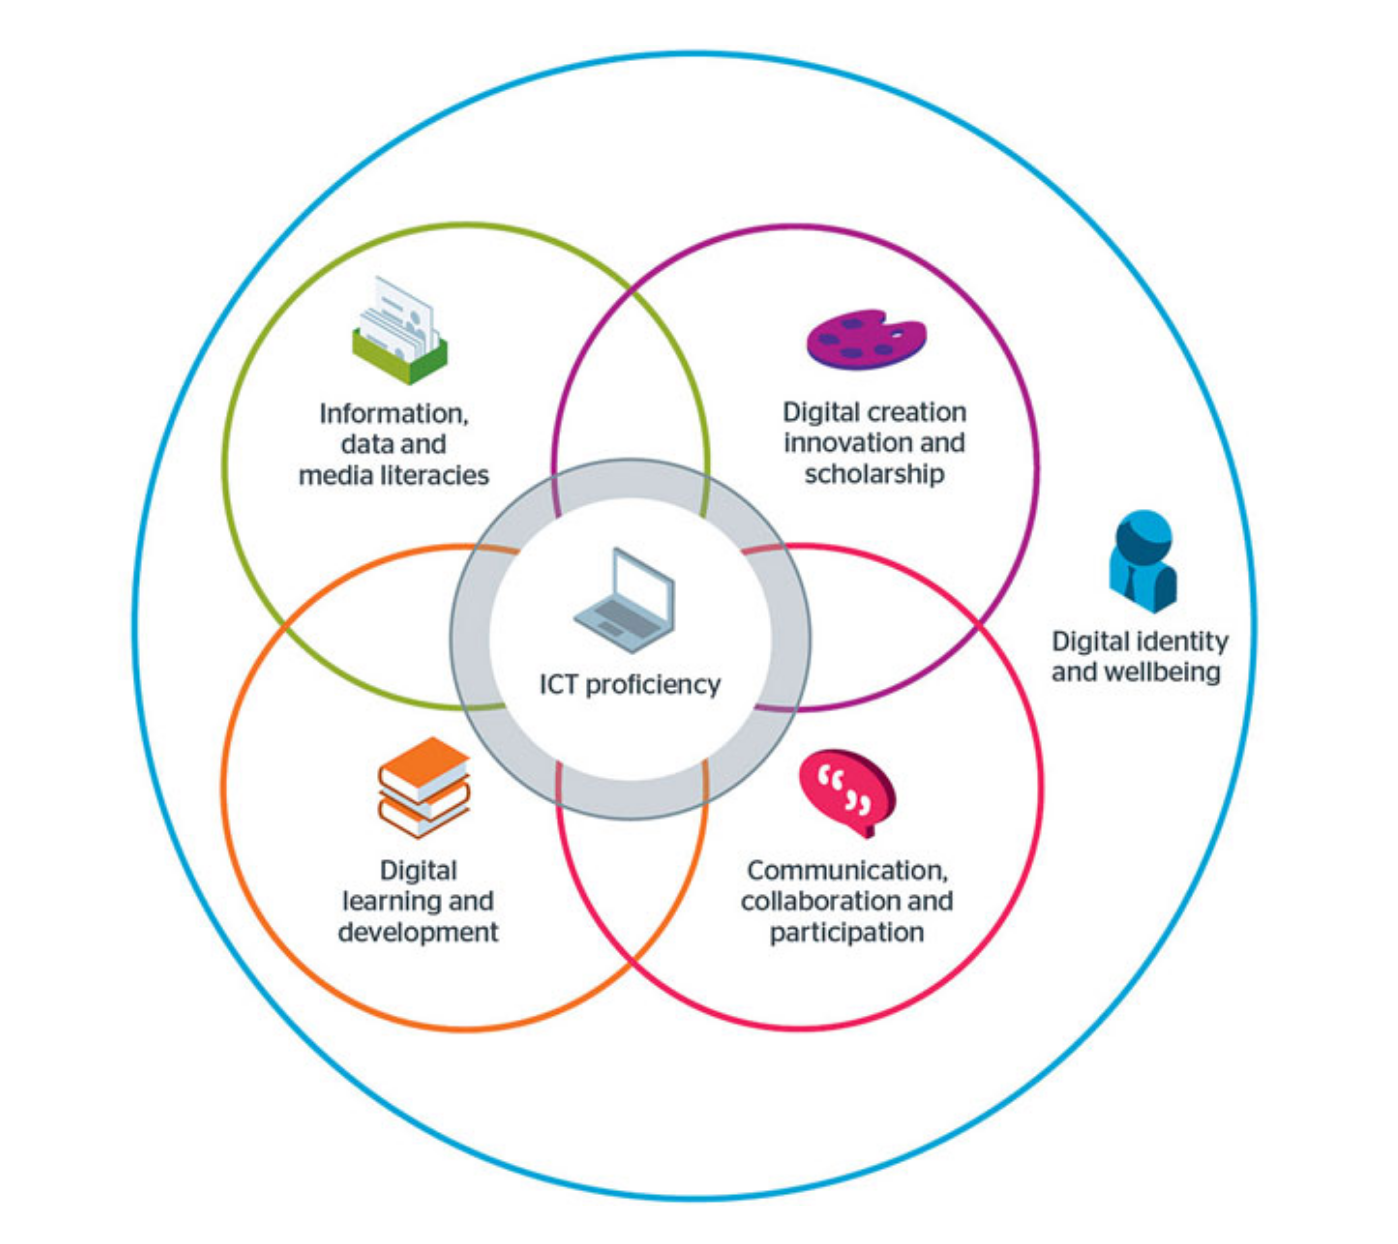 Information,
data and
media literacies
Digital creation
innovation and
scholarship
Digital identity
and wellbeing
ICT proficiency
Digital
learning and
development
Communication,
collaboration and
participation